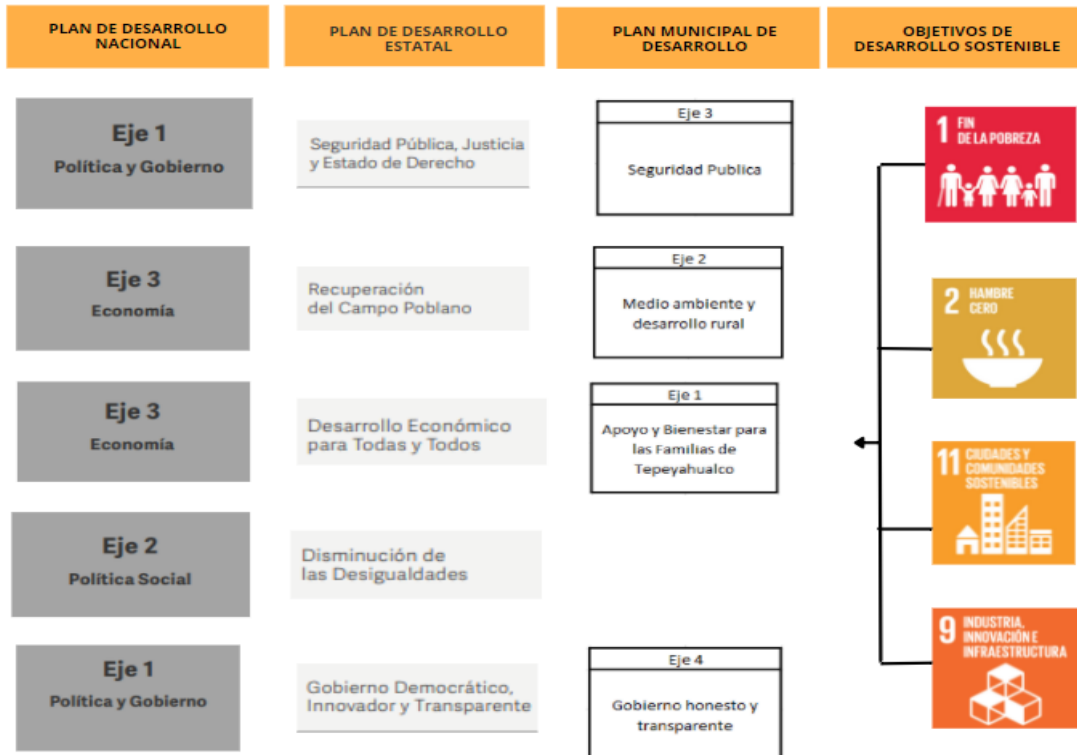 PLAN DE DESARROLLO
NACIONAL
PLAN DE DESARROLLO
ESTATAL
PLAN MUNICIPAL DE
DESARROLLO
OBJETIVOS DE
DESARROLLO SOSTENIBLE
Eje 1
Política y Gobierno
Seguridad Pública, Justicia
y Estado de Derecho
Eje 3
Seguridad Publica
1 FIN
DE LA POBREZA
Eje 3
Economía
Recuperación
del Campo Poblano
Eje 2
Medio ambiente y
desarrollo rural
2 HAMBRE
CERO
Eje 3
Economía
Desarrollo Económico
para Todas y Todos
Eje 1
Apoyo y Bienestar para
las Familias de
Tepeyahualco
11 CIUDADES Y
COMUNIDADES
SOSTENIBLES
Eje 2
Política Social
Disminución de
las Desigualdades
9 INDUSTRIA,
INNOVACIÓN E
INFRAESTRUCTURA
Eje 1
Política y Gobierno
Gobierno Democrático,
Innovador y Transparente
Eje 4
Gobierno honesto y
transparente